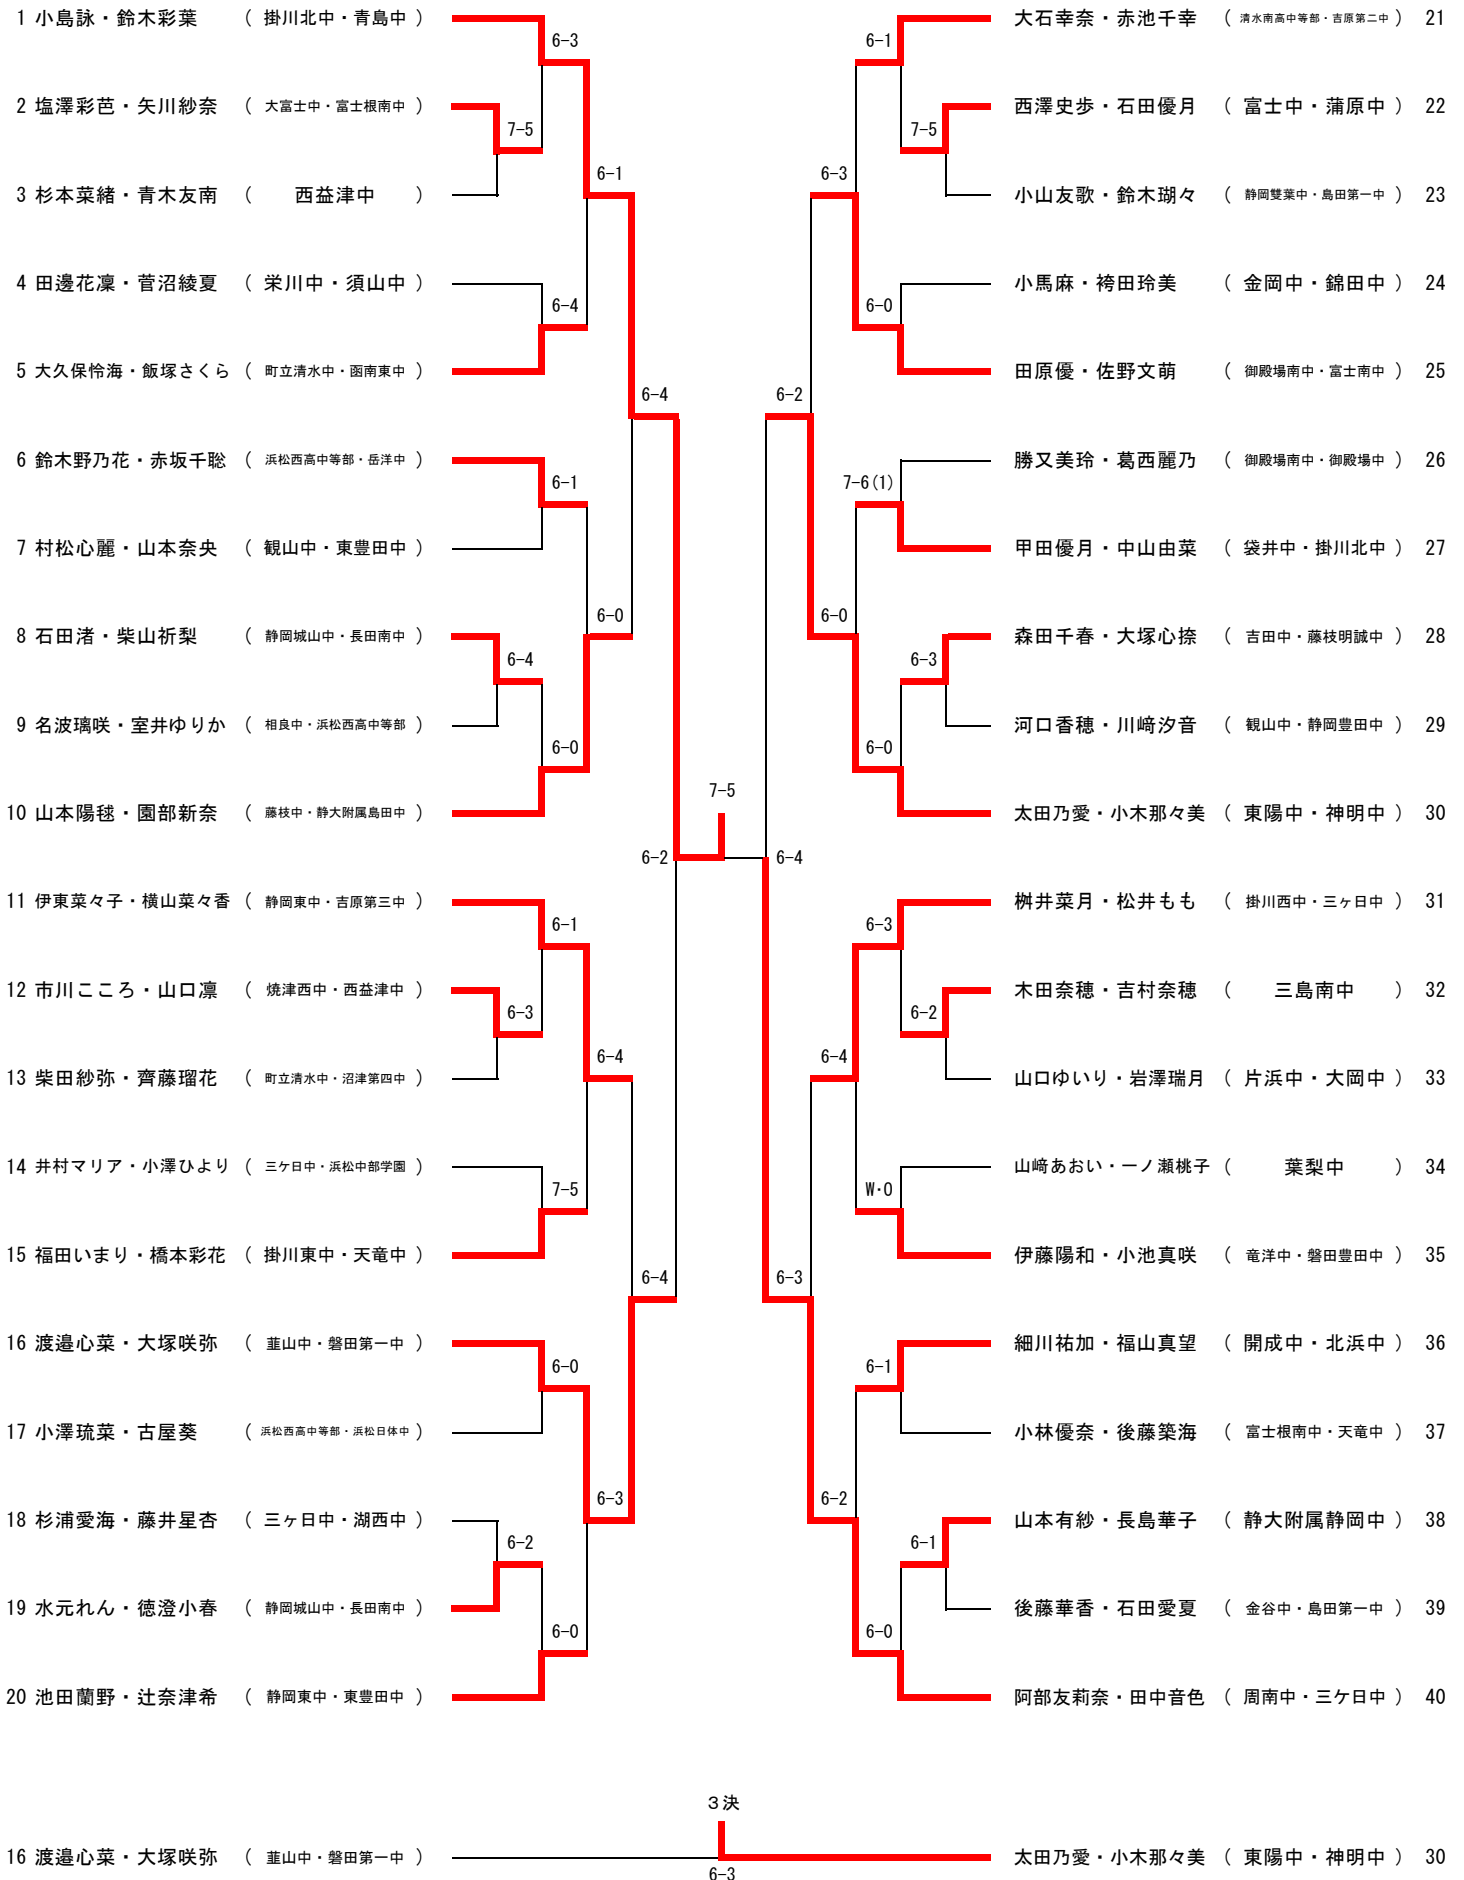 1 小島詠・鈴木彩葉 （ 掛川北中・青島中 ）
6-3
2 塩澤彩芭・矢川紗奈 （ 大富士中・富士根南中 ）
7-5
3 杉本菜緒・青木友南 （ 西益津中 ）
6-1
4 田邊花凜・菅沼綾夏 （ 栄川中・須山中 ）
6-4
5 大久保怜海・飯塚さくら （ 町立清水中・函南東中 ）
6-4
6 鈴木野乃花・赤坂千聡 （ 浜松西高中等部・岳洋中 ）
6-1
7 村松心麗・山本奈央 （ 観山中・東豊田中 ）
6-0
8 石田渚・柴山祈梨 （ 静岡城山中・長田南中 ）
6-4
9 名波璃咲・室井ゆりか （ 相良中・浜松西高中等部 ）
6-0
10 山本陽毬・園部新奈 （ 藤枝中・静大附属島田中 ）
6-2
11 伊東菜々子・横山菜々香 （ 静岡東中・吉原第三中 ）
6-1
12 市川こころ・山口凛 （ 焼津西中・西益津中 ）
6-3
13 柴田紗弥・齊藤瑠花 （ 町立清水中・沼津第四中 ）
6-4
14 井村マリア・小澤ひより （ 三ケ日中・浜松中部学園 ）
7-5
15 福田いまり・橋本彩花 （ 掛川東中・天竜中 ）
6-4
16 渡邉心菜・大塚咲弥 （ 韮山中・磐田第一中 ）
6-0
17 小澤琉菜・古屋葵 （ 浜松西高中等部・浜松日体中 ）
6-3
18 杉浦愛海・藤井星杏 （ 三ヶ日中・湖西中 ）
6-2
19 水元れん・徳澄小春 （ 静岡城山中・長田南中 ）
6-0
20 池田蘭野・辻奈津希 （ 静岡東中・東豊田中 ）
7-5
大石幸奈・赤池千幸 （ 清水南高中等部・吉原第二中 ） 21
6-1
西澤史歩・石田優月 （ 富士中・蒲原中 ） 22
7-5
小山友歌・鈴木瑚々 （ 静岡雙葉中・島田第一中 ） 23
6-3
小馬麻・袴田玲美 （ 金岡中・錦田中 ） 24
6-0
田原優・佐野文萌 （ 御殿場南中・富士南中 ） 25
6-2
勝又美玲・葛西麗乃 （ 御殿場南中・御殿場中 ） 26
7-6(1)
甲田優月・中山由菜 （ 袋井中・掛川北中 ） 27
6-0
森田千春・大塚心捺 （ 吉田中・藤枝明誠中 ） 28
6-3
河口香穂・川﨑汐音 （ 観山中・静岡豊田中 ） 29
6-0
太田乃愛・小木那々美 （ 東陽中・神明中 ） 30
6-4
桝井菜月・松井もも （ 掛川西中・三ヶ日中 ） 31
6-3
木田奈穂・吉村奈穂 （ 三島南中 ） 32
6-2
山口ゆいり・岩澤瑞月 （ 片浜中・大岡中 ） 33
6-4
山﨑あおい・一ノ瀬桃子 （ 葉梨中 ） 34
W・O
伊藤陽和・小池真咲 （ 竜洋中・磐田豊田中 ） 35
6-3
細川祐加・福山真望 （ 開成中・北浜中 ） 36
6-1
小林優奈・後藤築海 （ 富士根南中・天竜中 ） 37
6-2
山本有紗・長島華子 （ 静大附属静岡中 ） 38
6-1
後藤華香・石田愛夏 （ 金谷中・島田第一中 ） 39
6-0
阿部友莉奈・田中音色 （ 周南中・三ケ日中 ） 40
３決
16 渡邉心菜・大塚咲弥 （ 韮山中・磐田第一中 ）
6-3
太田乃愛・小木那々美 （ 東陽中・神明中 ） 30